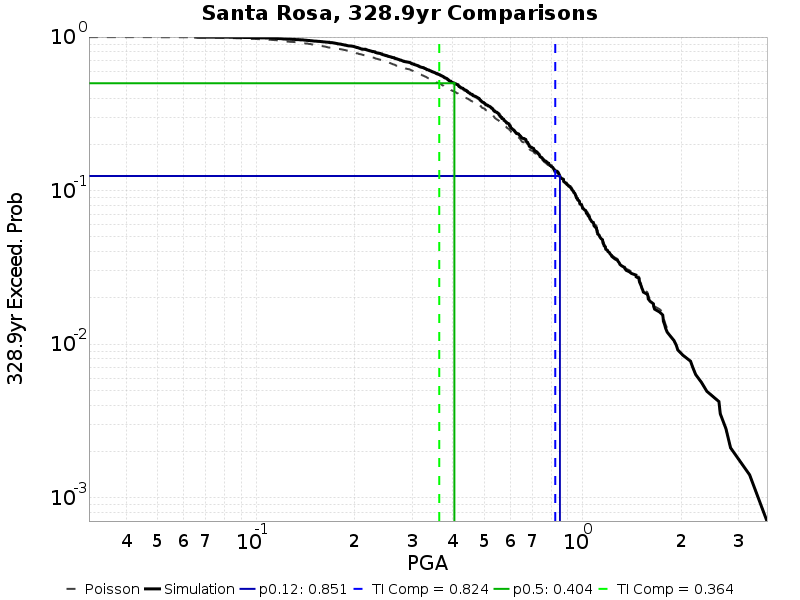 Santa Rosa, 328.9yr Comparisons
328.9yr Exceed. Prob
10^0
10^-1
10^-2
10^-3
4 5 6 7 10^-1 2 3 4 5 6 7 10^0 2 3
PGA
Poisson Simulation p0.12: 0.851 TI Comp = 0.824 p0.5: 0.404 TI Comp = 0.364